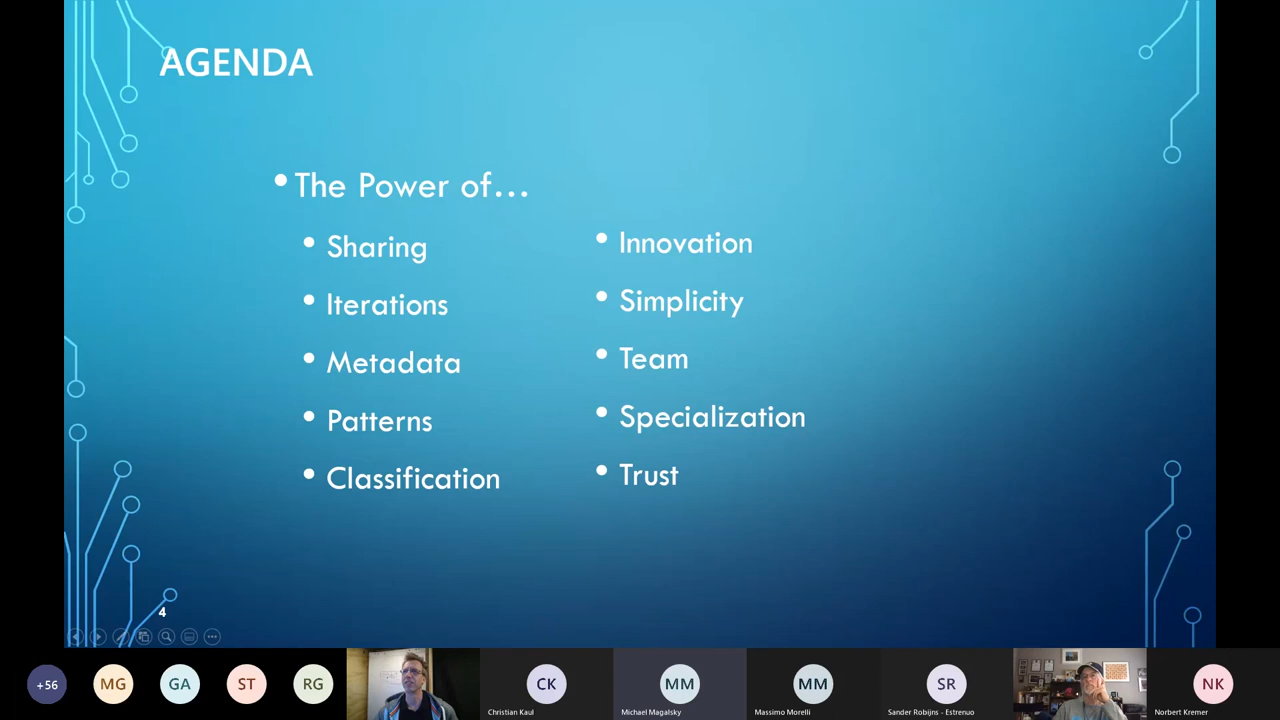 AGENDA
• The Power of...
• Sharing
• Iterations
• Metadata
• Patterns
• Classification
• Innovation
• Simplicity
• Team
• Specialization
• Trust
4
+56
MG
GA
ST
RG
CK
Christian Kaul
MM
Michael Magalsky
MM
Massimo Morelli
SR
Sander Robijns - Estrenuo
NK
Norbert Kremer